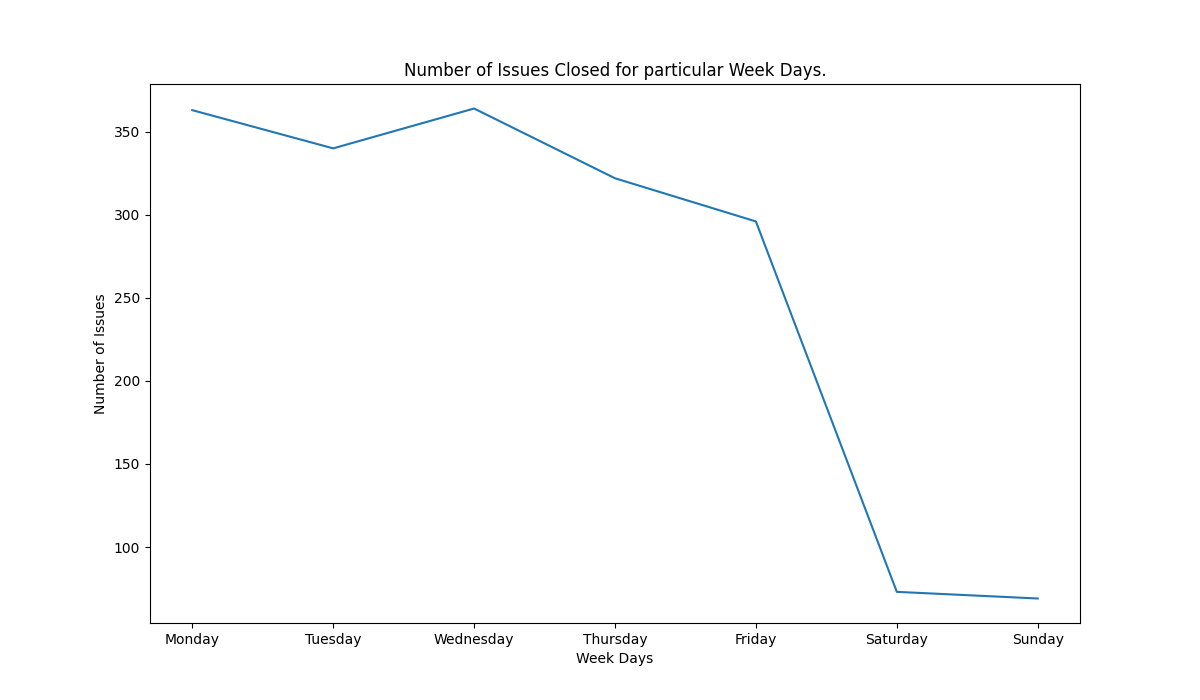 Number of Issues Closed for particular Week Days.
Number of Issues
350
300
250
200
150
100
Monday Tuesday Wednesday Thursday Friday Saturday Sunday
Week Days